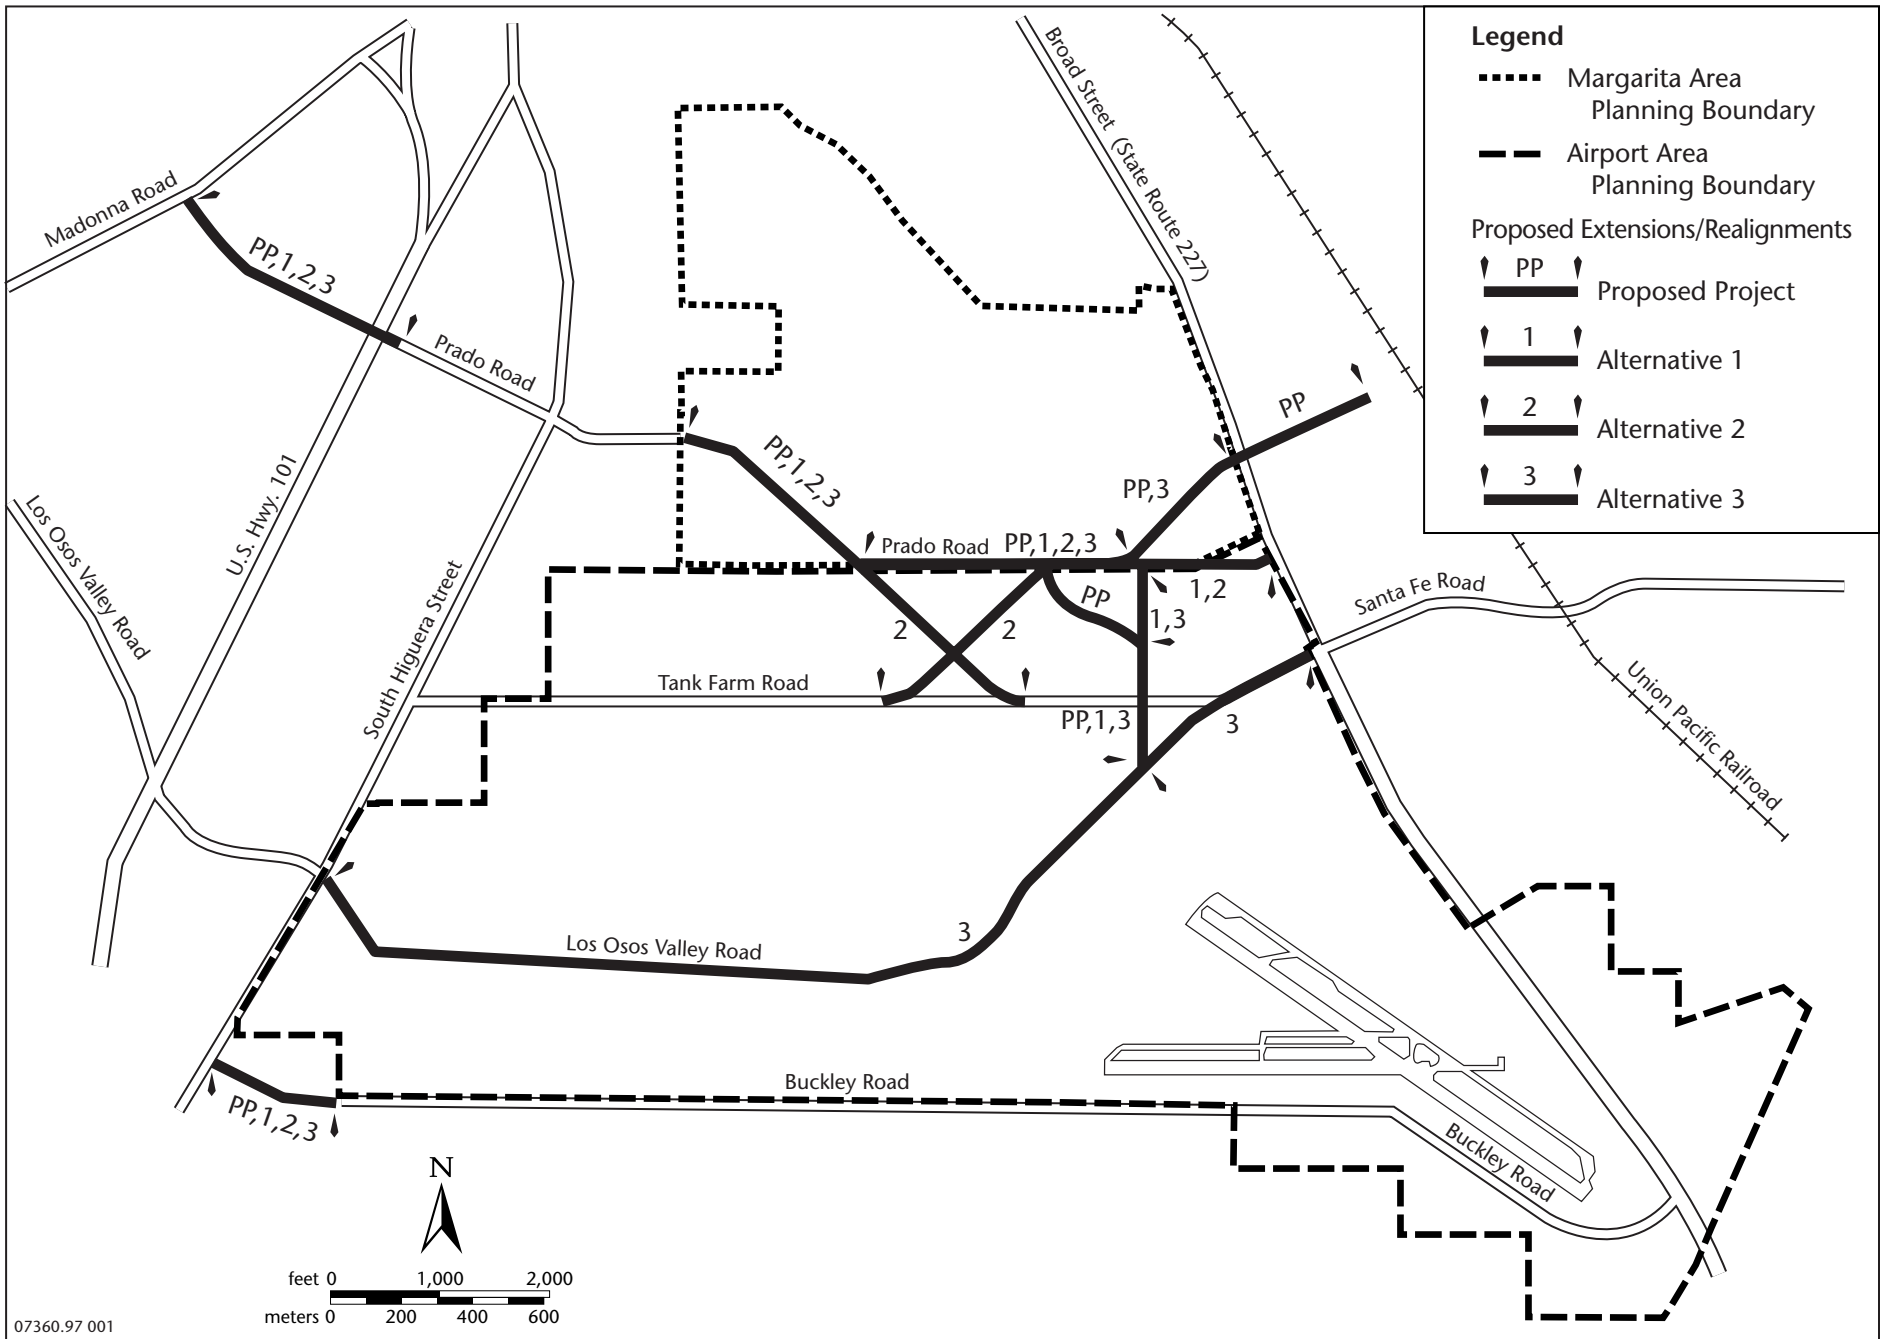 Legend
Margarita Area
Planning Boundary
Airport Area
Planning Boundary
Proposed Extensions/Realignments
PP
Proposed Project
1
Alternative 1
2
Alternative 2
3
Alternative 3
Broad Street (State Route 227)
Madonna Road
PP,1,2,3
Prado Road
PP
PP,1,2,3
PP,3
U.S. Hwy. 101
Los Osos Valley Road
Prado Road
PP,1,2,3
South Higuera Street
PP
1,2
1,3
Santa Fe Road
2
2
Tank Farm Road
PP,1,3
3
Union Pacific Railroad
3
Los Osos Valley Road
Buckley Road
PP,1,2,3
Buckley Road
N
feet 0 1,000 2,000
meters 0 200 400 600
07360.97 001